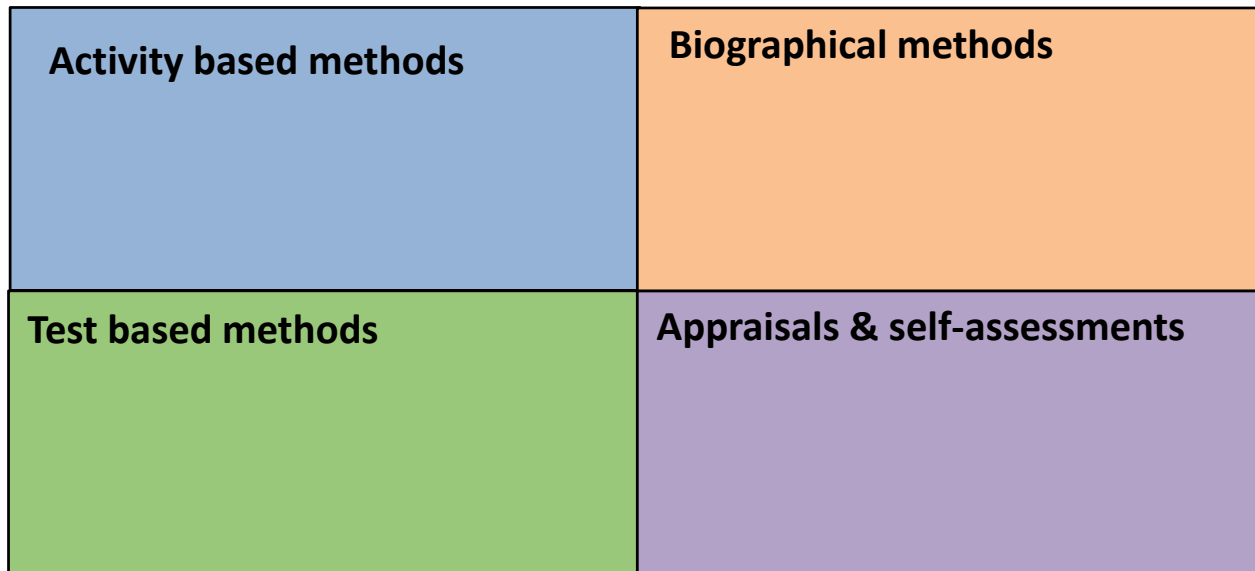 Activity based methods
Biographical methods
Test based methods
Appraisals & self-assessments